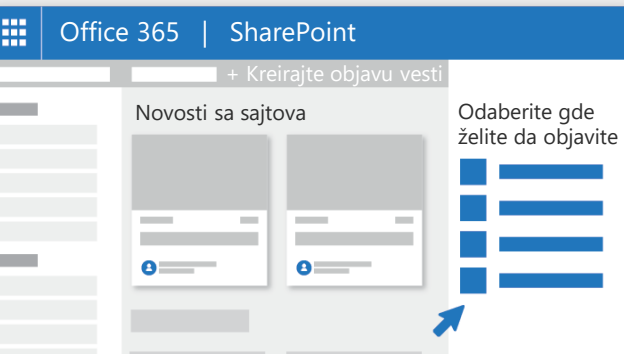 Office 365 | SharePoint
+ Kreirajte objavu vesti
Novosti sa sajtova
Odaberite gde
želite da objavite